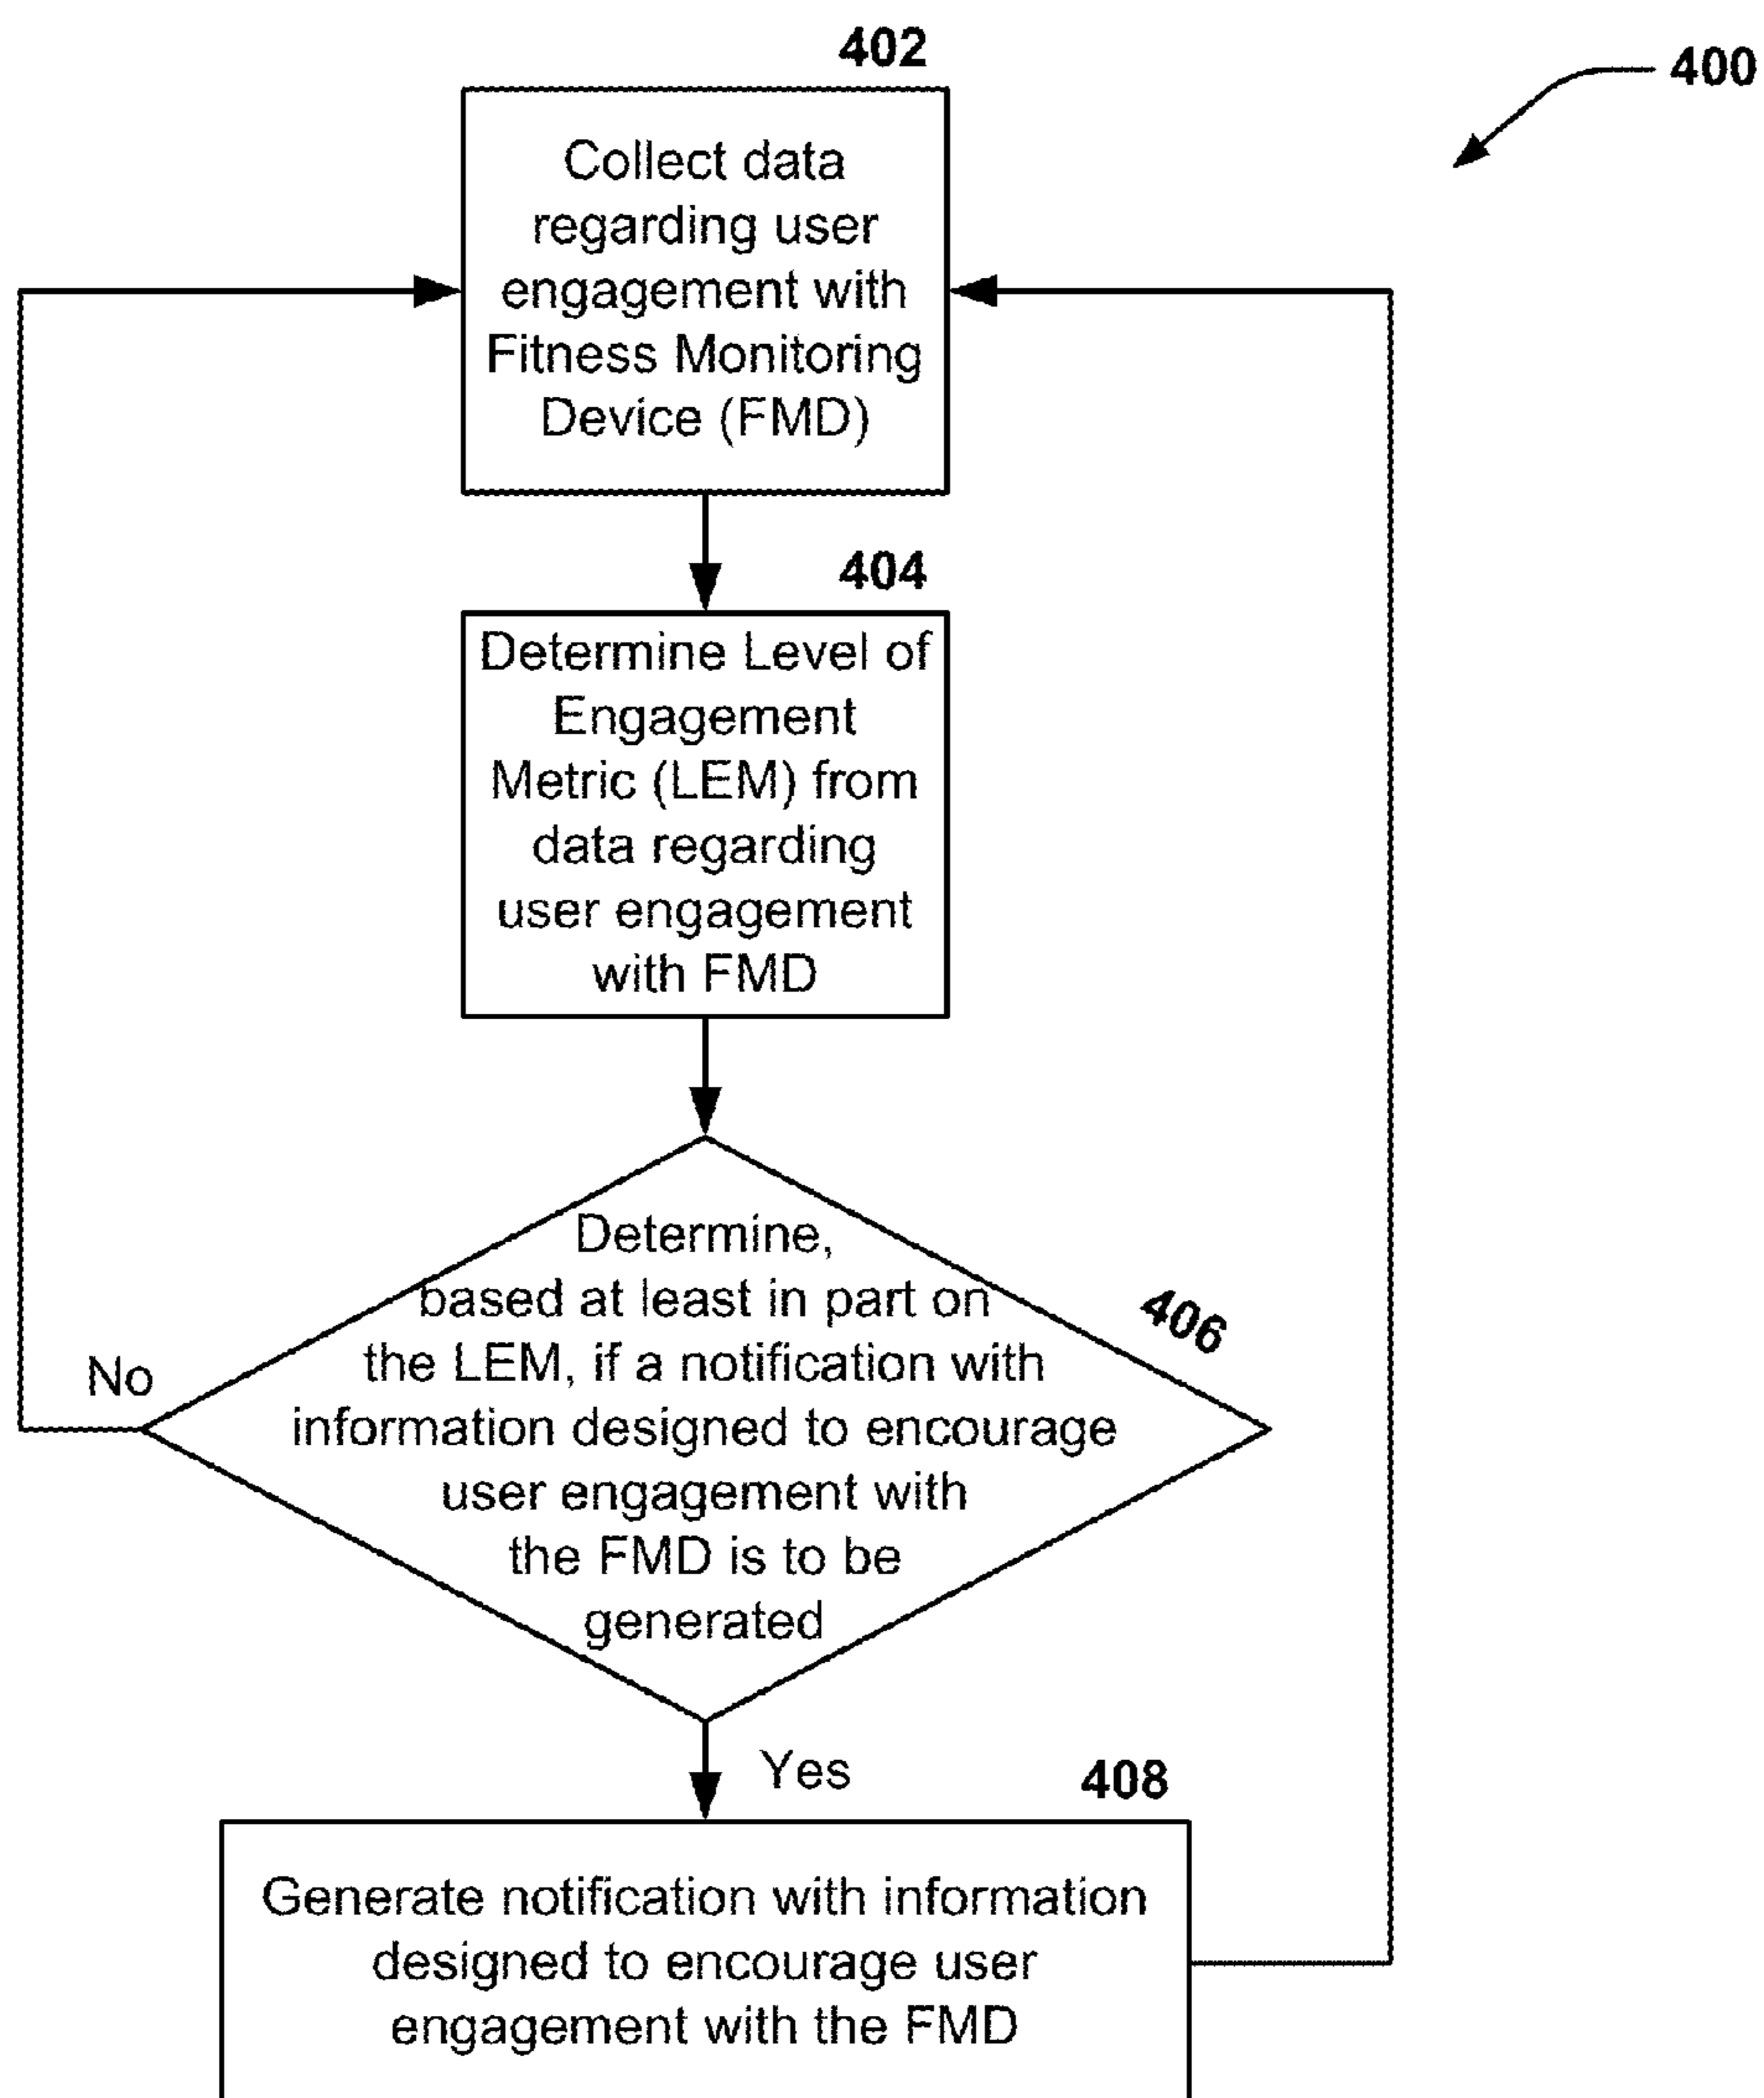 402
400
Collect data
regarding user
engagement with
Fitness Monitoring
Device (FMD)
404
Determine Level of
Engagement
Metric (LEM) from
data regarding
user engagement
with FMD
Determine,
based at least in part on
the LEM, if a notification with
information designed to encourage
user engagement with
the FMD is to be
generated
406
No
Yes
408
Generate notification with information
designed to encourage user
engagement with the FMD